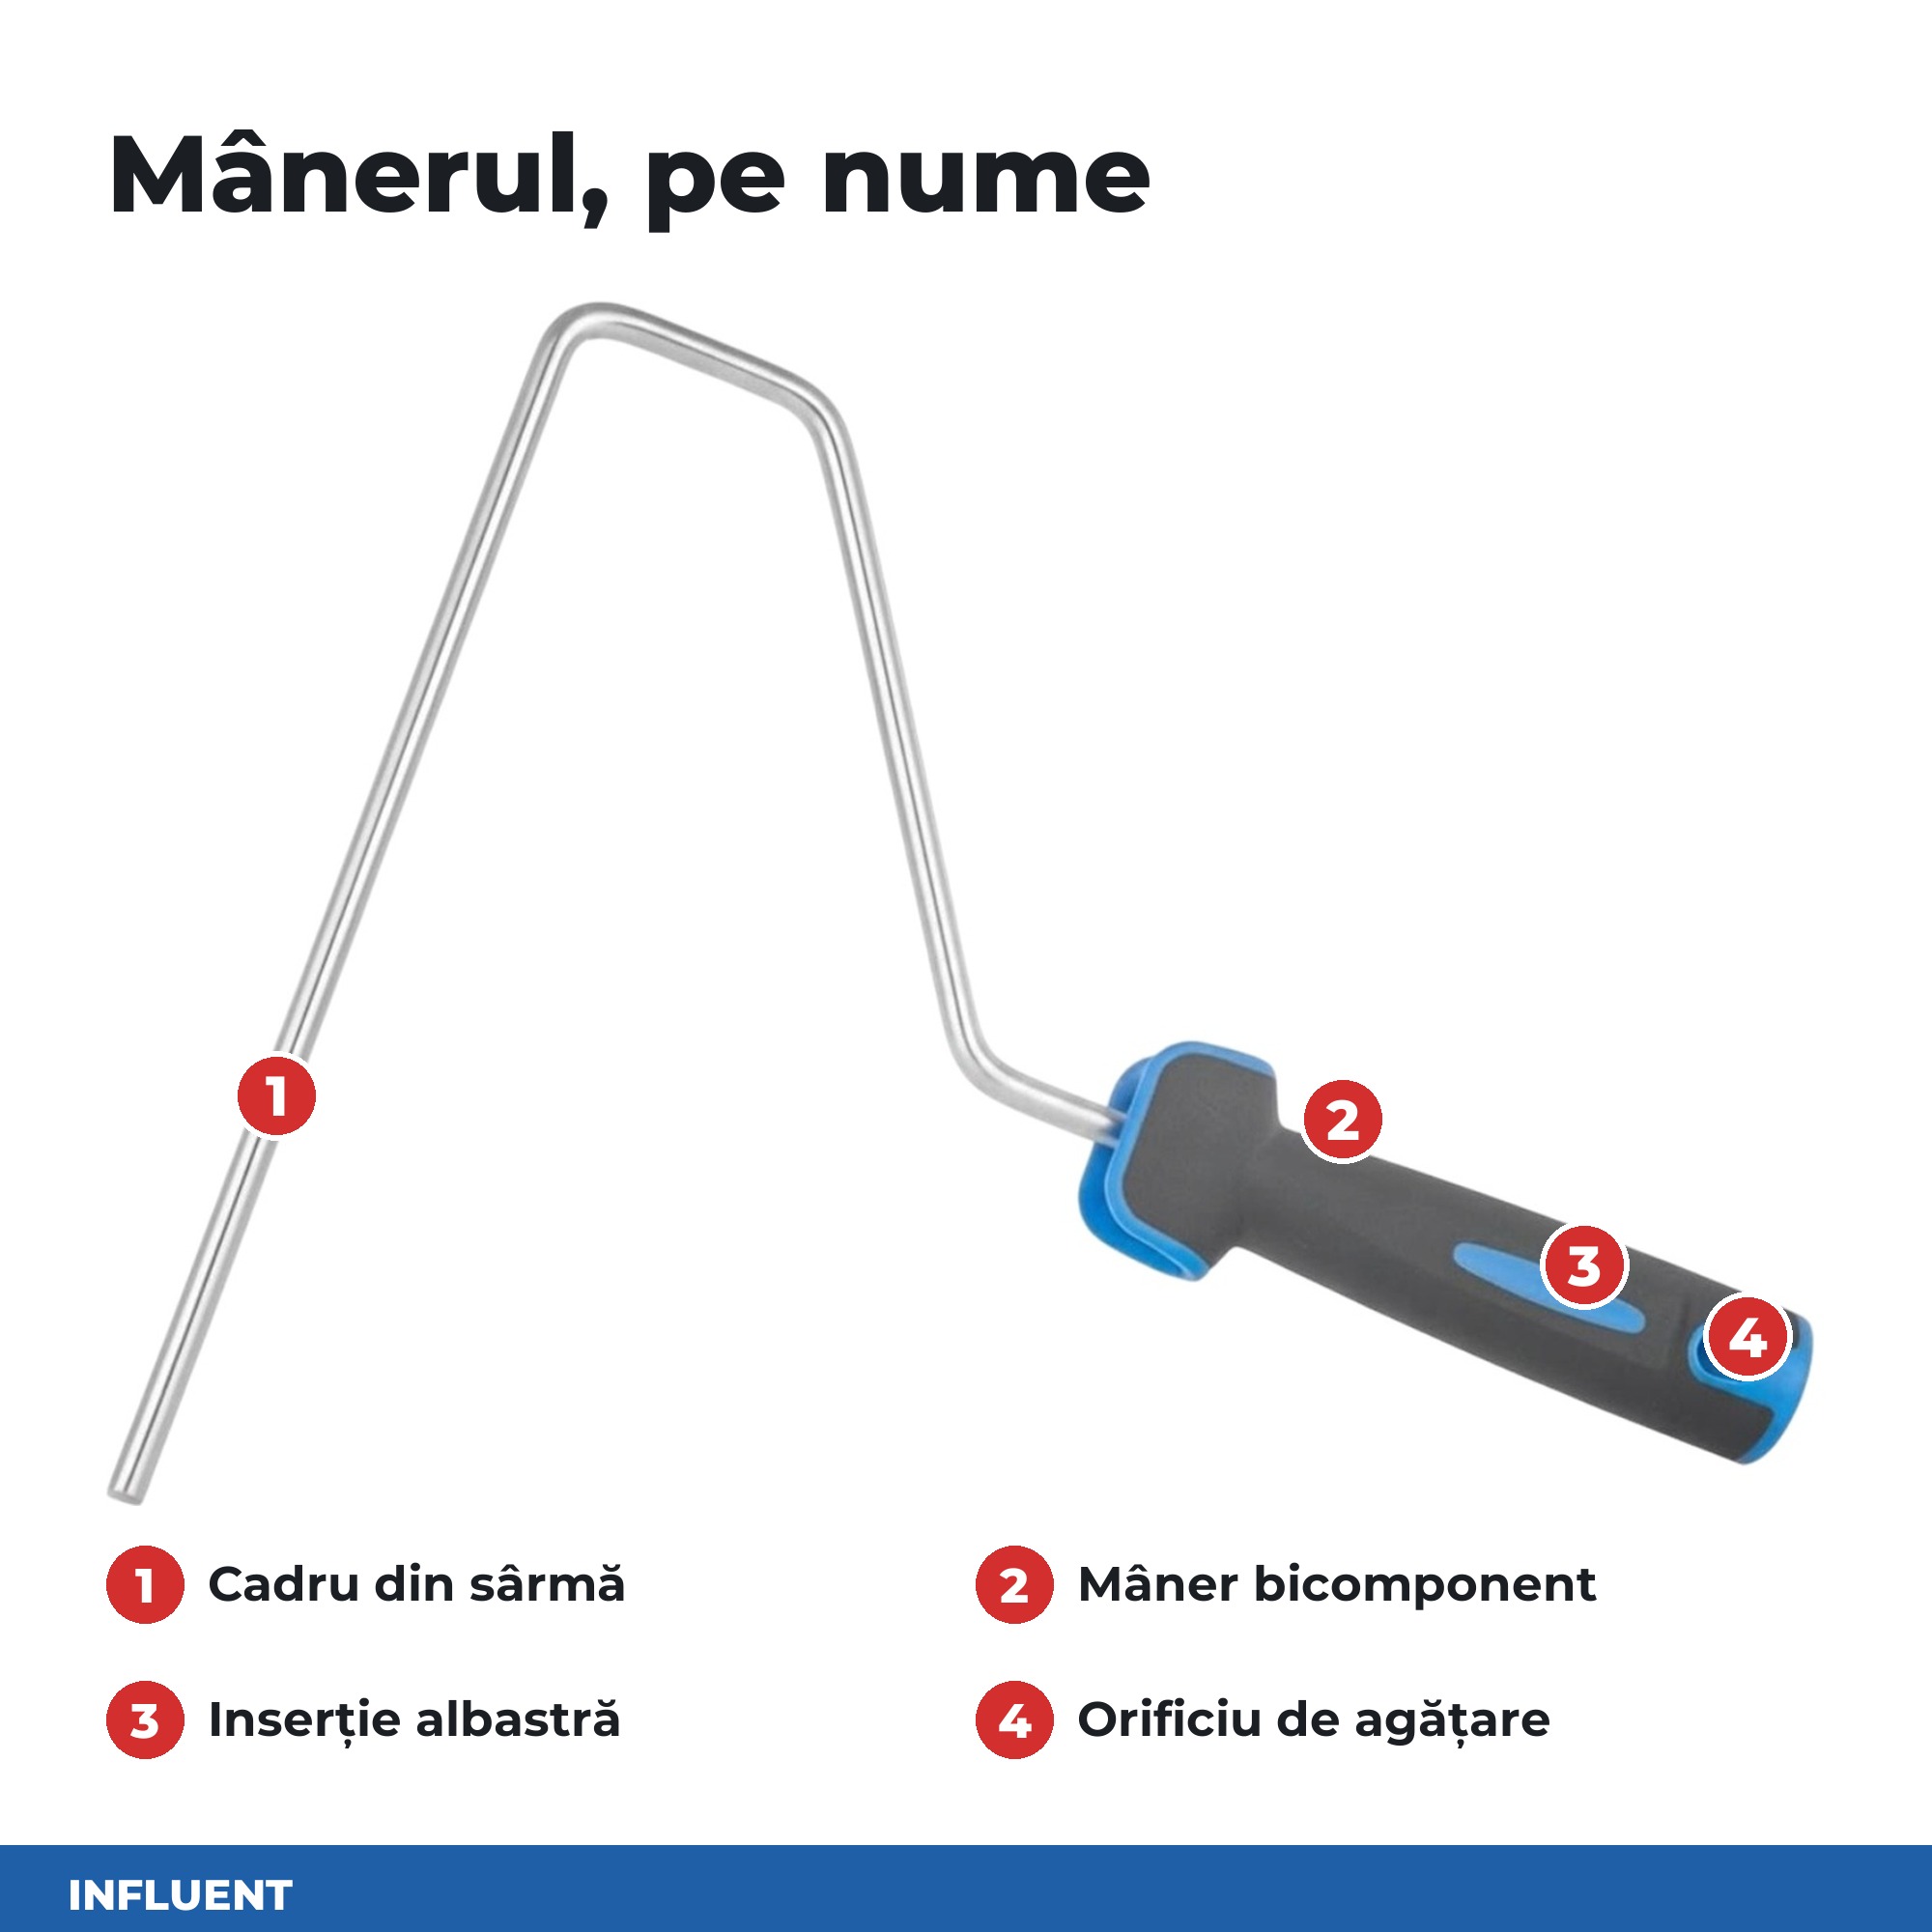 Mânerul, pe nume
1
2
3
4
1 Cadru din sârmă
2 Mâner bicomponent
3 Inserție albastră
4 Orificiu de agățare
INFLUENT